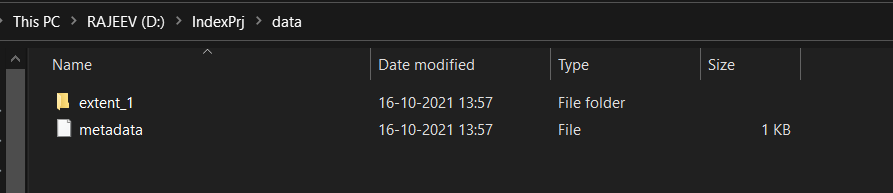 This PC > RAJEEV (D:) > IndexPrj > data
Name Date modified Type Size
extent_1 16-10-2021 13:57 File folder
metadata 16-10-2021 13:57 File 1 KB